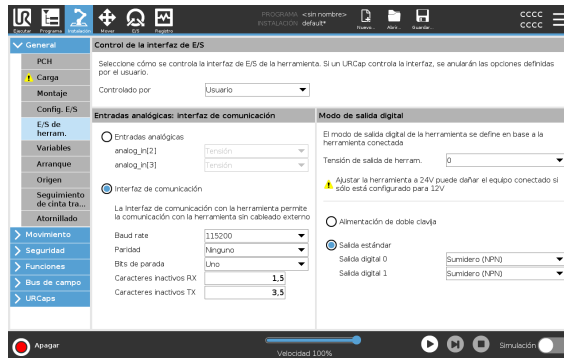 UR
PROGRAMA <sin nombre>
INSTALACIÓN default*
Ejecutar Programa Instalación Mover E/S Registro Nuevo... Abrir... Guardar...
CCCC
CCCC
General
PCH
Carga
Montaje
Config. E/S
E/S de
herram.
Variables
Arranque
Origen
Seguimiento
de cinta tra...
Atornillado
Movimiento
Seguridad
Funciones
Bus de campo
URCaps
Control de la interfaz de E/S
Seleccione cómo se controla la interfaz de E/S de la herramienta. Si un URCap controla la interfaz, se anularán las opciones definidas
por el usuario.
Controlado por Usuario
Entradas analógicas: interfaz de comunicación
Entradas analógicas
analog_in[2] Tensión
analog_in[3] Tensión
Interfaz de comunicación
La interfaz de comunicación con la herramienta permite
la comunicación con la herramienta sin cableado externo
Baud rate 115200
Paridad Ninguno
Bits de parada Uno
Caracteres inactivos RX 1,5
Caracteres inactivos TX 3,5
Modo de salida digital
El modo de salida digital de la herramienta se define en base a la
herramienta conectada
Tensión de salida de herram. 0
Ajustar la herramienta a 24V puede dañar el equipo conectado si
sólo está configurado para 12V
Alimentación de doble clavija
Salida estándar
Salida digital 0 Sumidero (NPN)
Salida digital 1 Sumidero (NPN)
Apagar
Velocidad 100%
Simulación